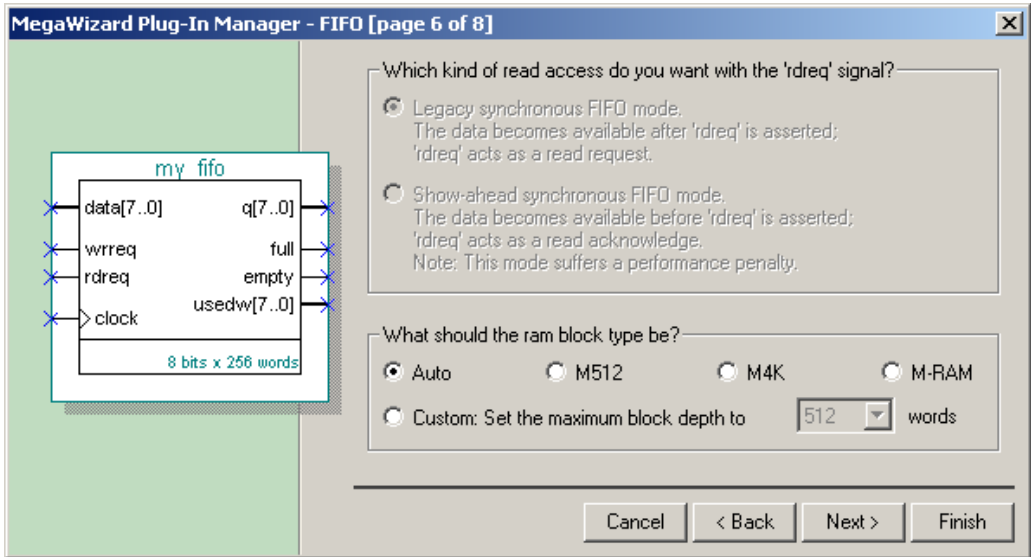 MegaWizard Plug-In Manager - FIFO [page 6 of 8]
my_fifo
data[7..0] q[7..0]
wrreq full
rdreq empty
usedw[7..0]
clock
8 bits x 256 words
Which kind of read access do you want with the 'rdreq' signal?
Legacy synchronous FIFO mode.
The data becomes available after 'rdreq' is asserted;
'rdreq' acts as a read request.
Show-ahead synchronous FIFO mode.
The data becomes available before 'rdreq' is asserted;
'rdreq' acts as a read acknowledge.
Note: This mode suffers a performance penalty.
What should the ram block type be?
Auto M512 M4K M-RAM
Custom: Set the maximum block depth to 512 words
Cancel < Back Next > Finish